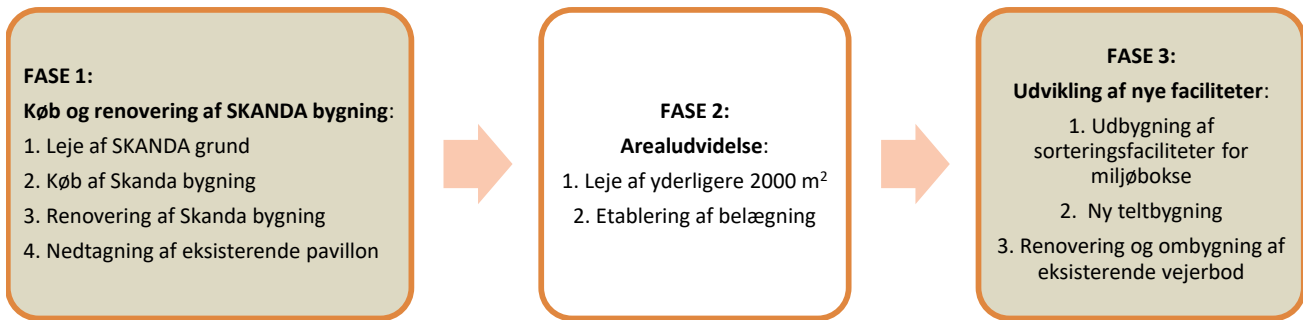 FASE 1:
Køb og renovering af SKANDA bygning:
1. Leje af SKANDA grund
2. Køb af Skanda bygning
3. Renovering af Skanda bygning
4. Nedtagning af eksisterende pavillon
FASE 2:
Arealudvidelse:
1. Leje af yderligere 2000 m²
2. Etablering af belægning
FASE 3:
Udvikling af nye faciliteter:
1. Udbygning af
sorteringsfaciliteter for
miljøbokse
2. Ny teltbygning
3. Renovering og ombygning af
eksisterende vejerbod